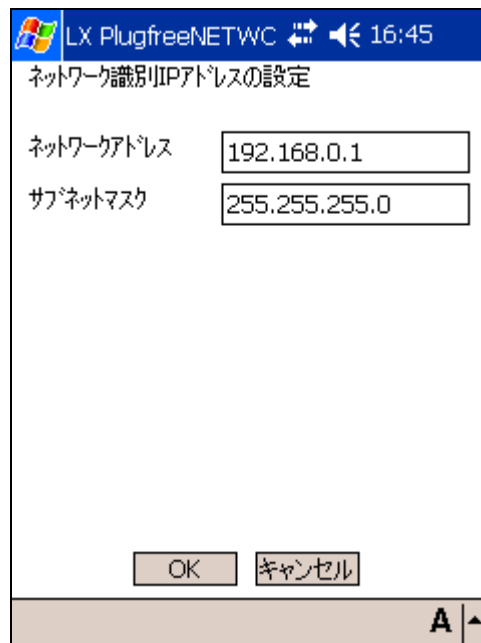 LX PlugfreeNETWC 16:45
ネットワーク識別IPアドレスの設定
ネットワークアドレス 192.168.0.1
サブネットマスク 255.255.255.0
OK キャンセル
A